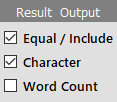 Result Output
Equal / Include
Character
Word Count